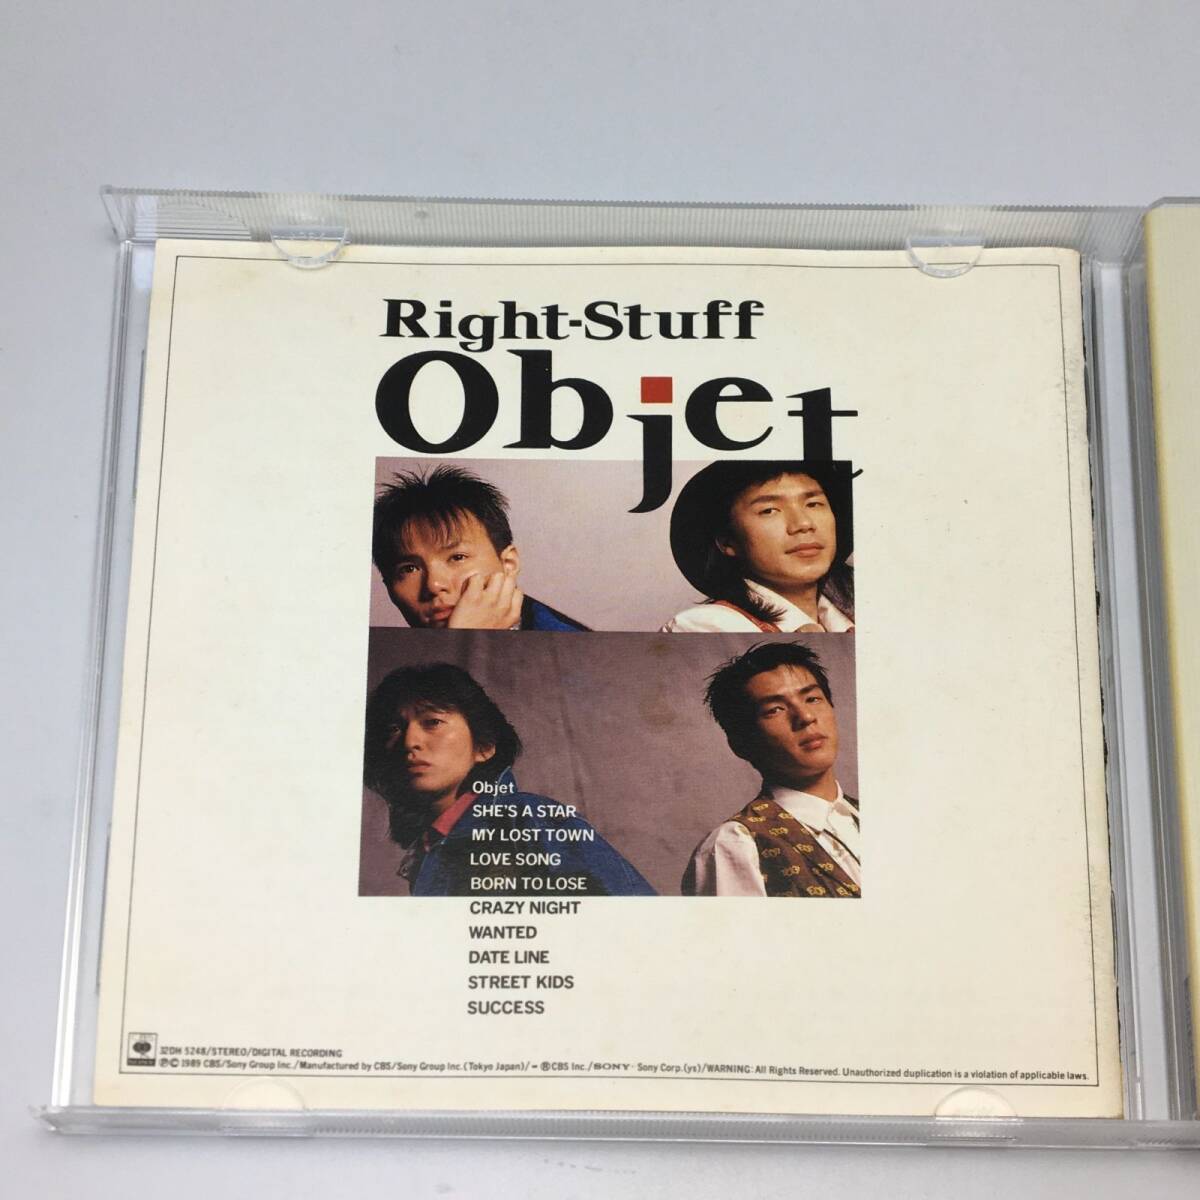 Right-Stuff
Objet
Objet
SHE'S A STAR
MY LOST TOWN
LOVE SONG
BORN TO LOSE
CRAZY NIGHT
WANTED
DATE LINE
STREET KIDS
SUCCESS
32DH 5248/STEREO/DIGITAL RECORDING
ⓅⒸ 1989 CBS/Sony Group Inc./Manufactured by CBS/Sony Group Inc. (Tokyo Japan)/–®CBS Inc./SONY· Sony Corp.(ys)/WARNING: All Rights Reserved. Unauthorized duplication is a violation of applicable laws.